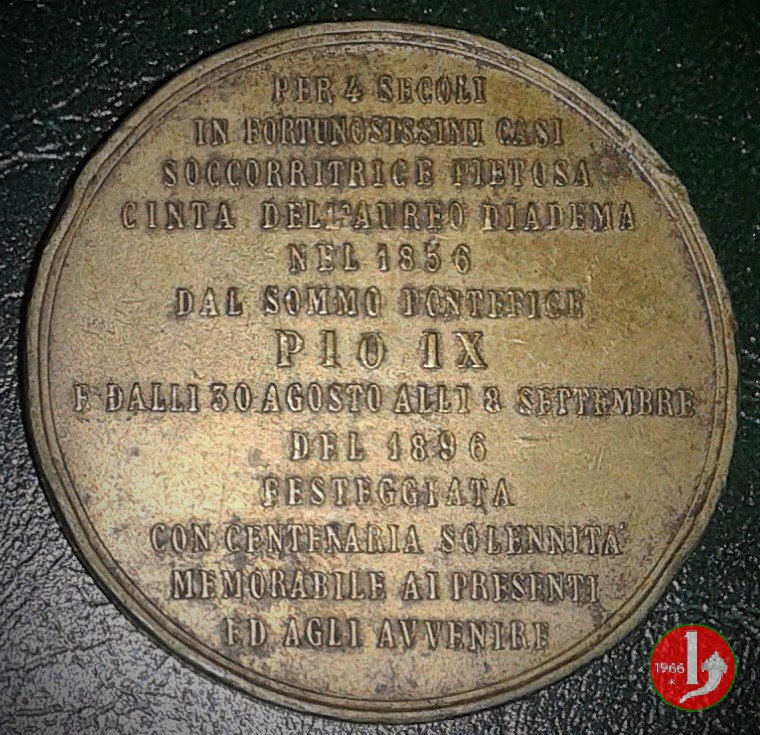 PER 4 SECOLI
IN FORTUNOSISSIMI CASI
SOCCORRITRICE PIETOSA
CINTA DELL'AUREO DIADEMA
NEL 1856
DAL SOMMO PONTEFICE
PIO IX
E DALLI 30 AGOSTO ALLI 8 SETTEMBRE
DEL 1896
FESTEGGIATA
CON CENTENARIA SOLENNITA'
MEMORABILE AI PRESENTI
ED AGLI AVVENIRE
1966